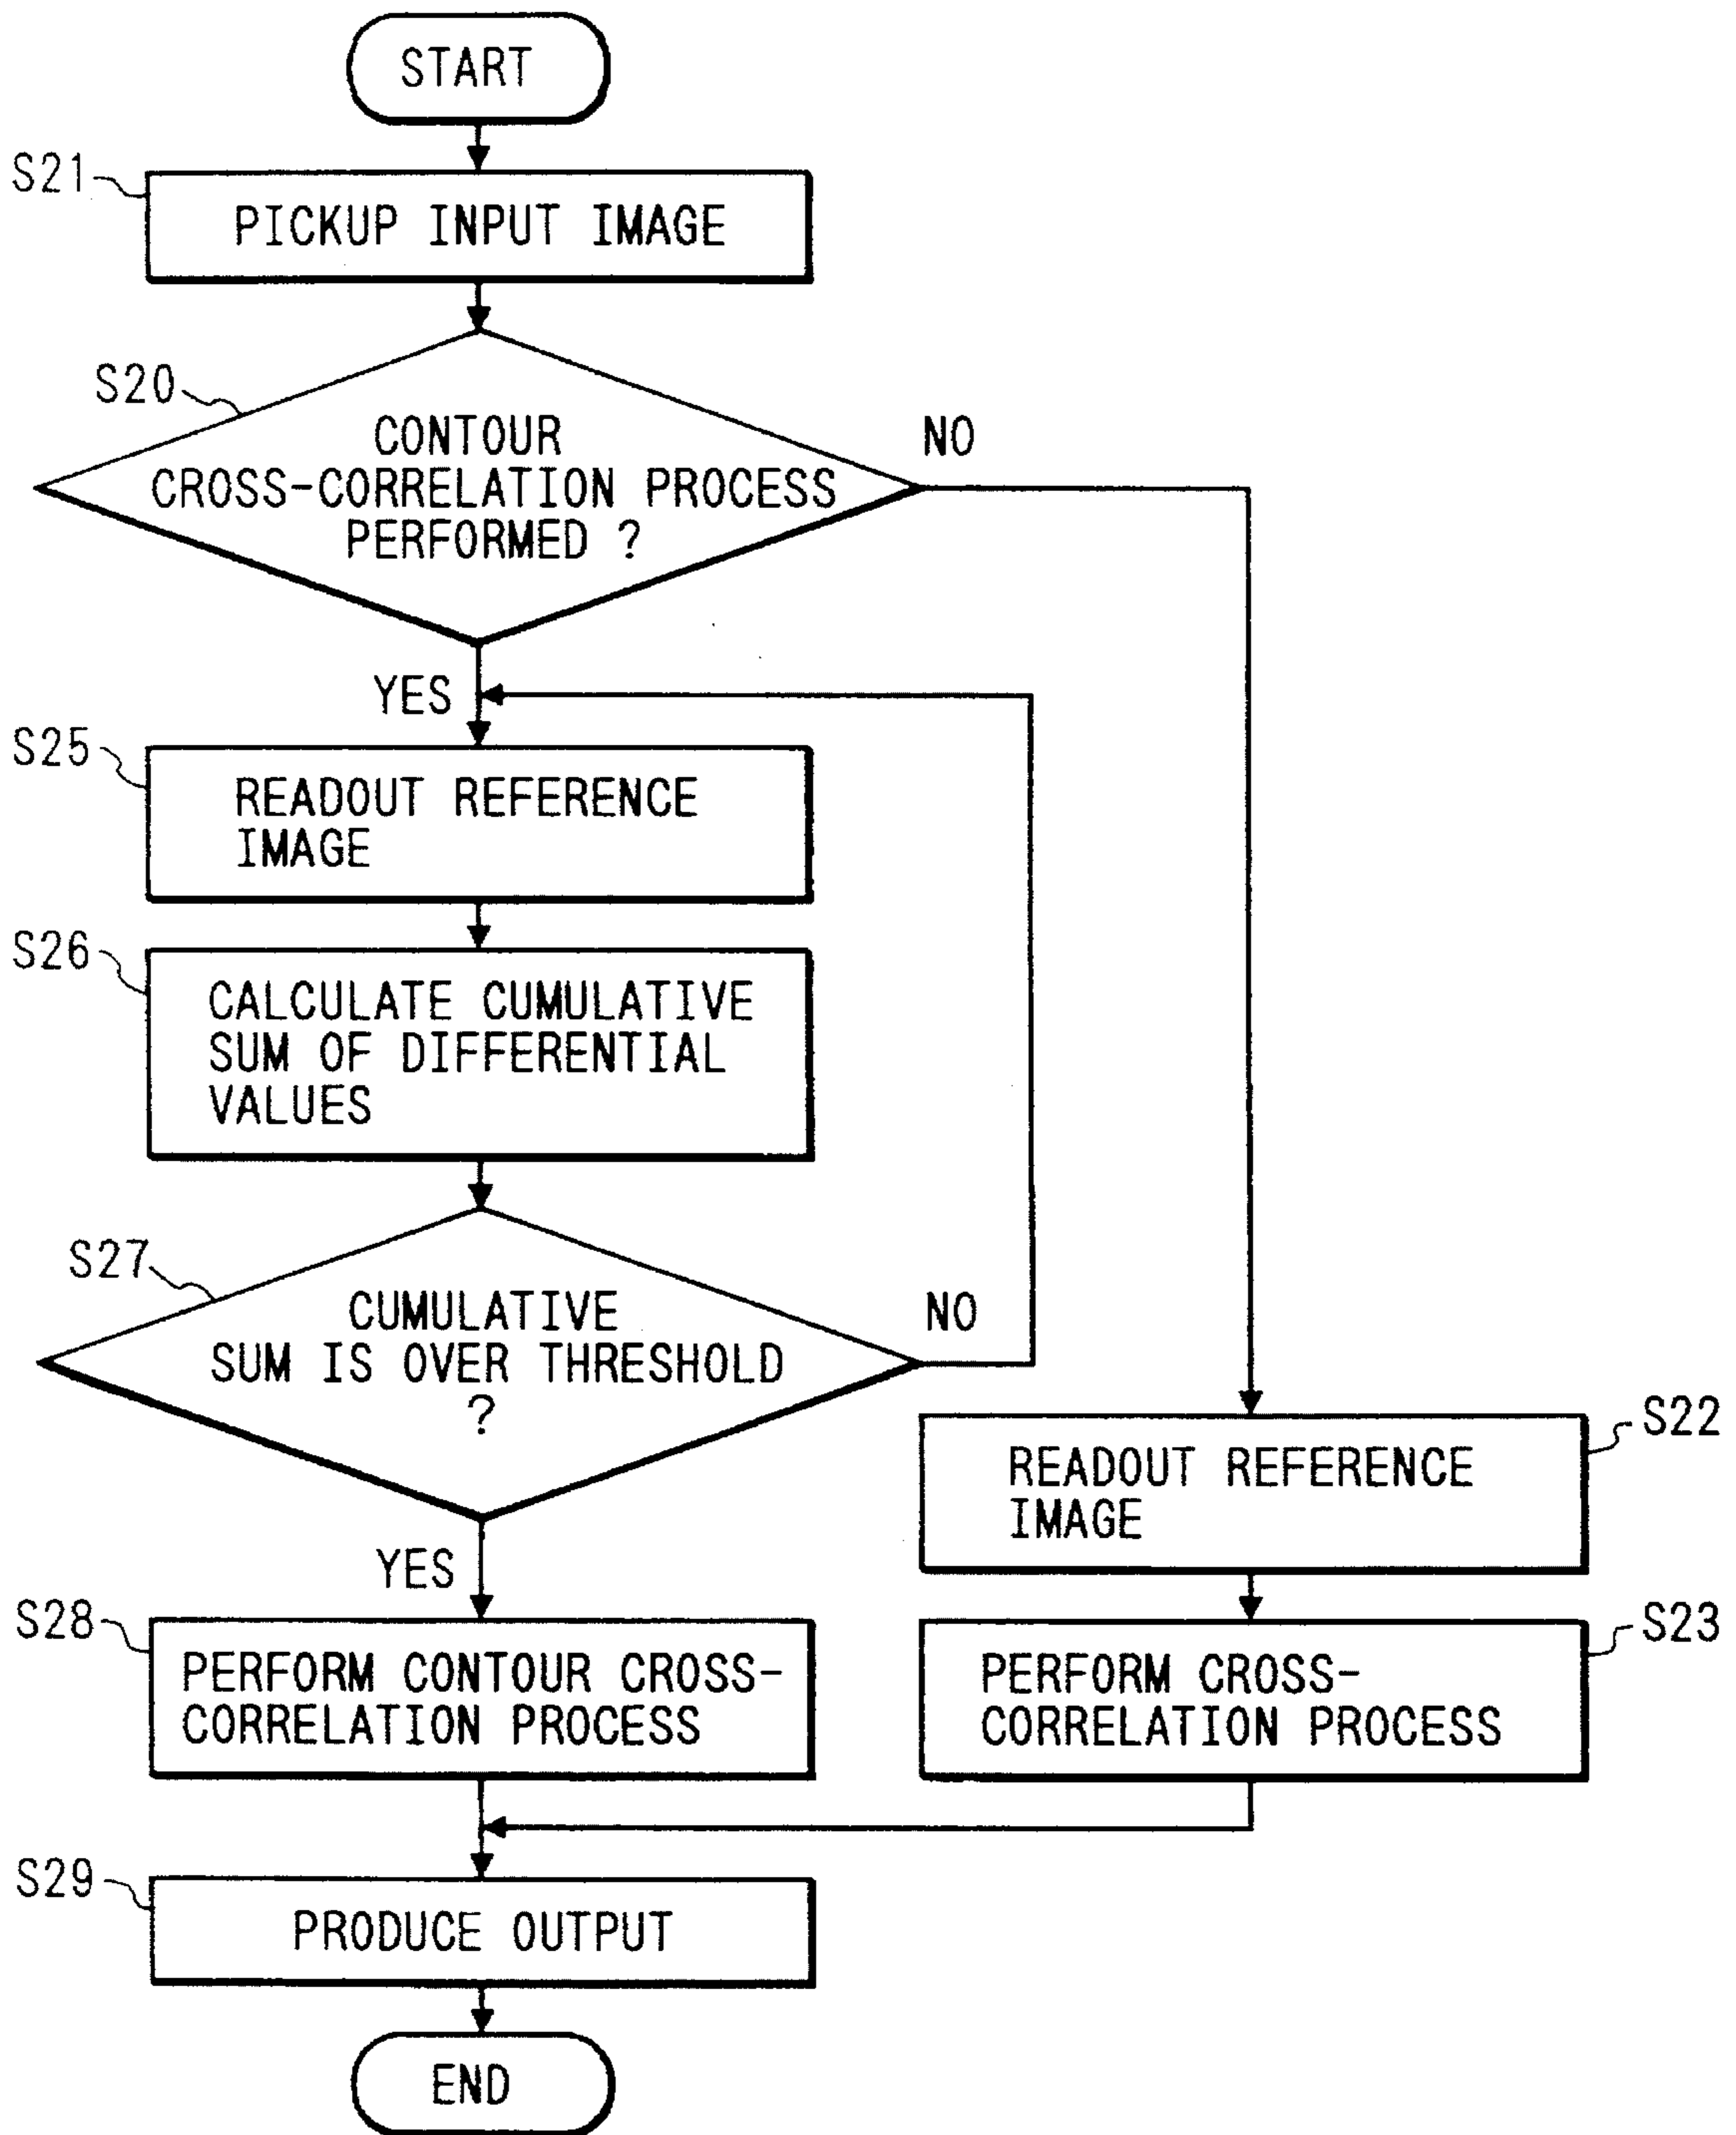 START
S21
PICKUP INPUT IMAGE
S20
CONTOUR
CROSS-CORRELATION PROCESS
PERFORMED ?
NO
YES
S25
READOUT REFERENCE
IMAGE
S26
CALCULATE CUMULATIVE
SUM OF DIFFERENTIAL
VALUES
S27
CUMULATIVE
SUM IS OVER THRESHOLD
?
NO
YES
S22
READOUT REFERENCE
IMAGE
S28
PERFORM CONTOUR CROSS-
CORRELATION PROCESS
S23
PERFORM CROSS-
CORRELATION PROCESS
S29
PRODUCE OUTPUT
END